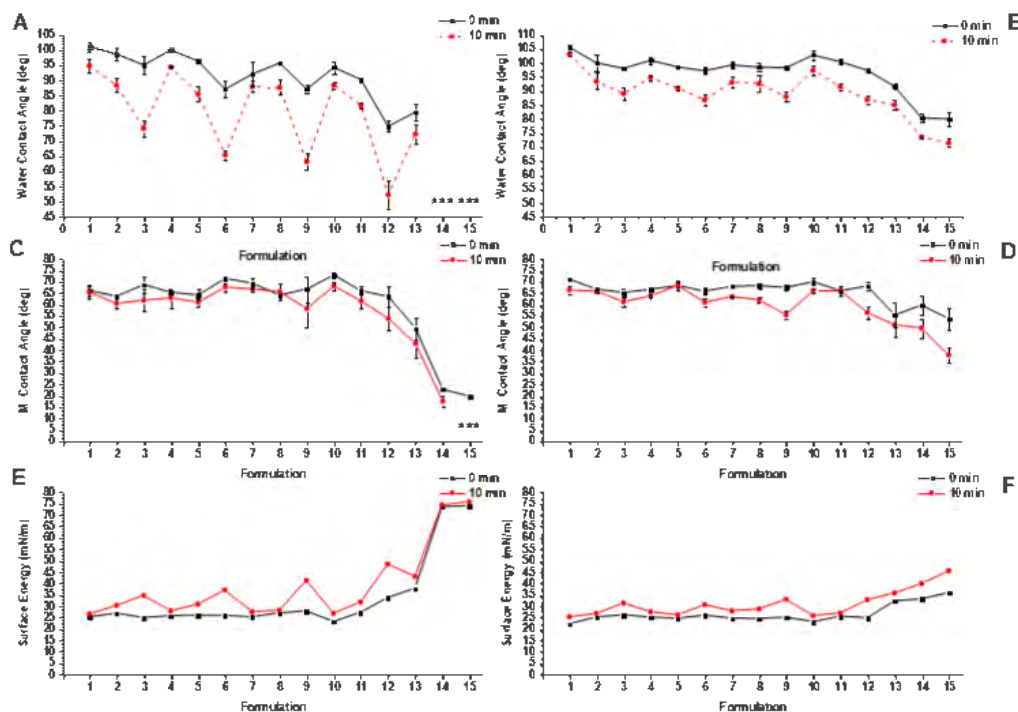 A
0 min
10 min
Water Contact Angle (deg)
105
100
95
90
85
80
75
70
65
60
55
50
45
*** ***
0 1 2 3 4 5 6 7 8 9 10 11 12 13 14 15
Formulation
E
0 min
10 min
Water Contact Angle (deg)
110
105
100
95
90
85
80
75
70
65
60
55
50
45
0 1 2 3 4 5 6 7 8 9 10 11 12 13 14 15
Formulation
C
0 min
10 min
M. Contact Angle (deg)
80
75
70
65
60
55
50
45
40
35
30
25
20
15
10
5
0
***
1 2 3 4 5 6 7 8 9 10 11 12 13 14 15
Formulation
D
0 min
10 min
M. Contact Angle (deg)
80
75
70
65
60
55
50
45
40
35
30
25
20
15
10
5
0
1 2 3 4 5 6 7 8 9 10 11 12 13 14 15
Formulation
E
0 min
10 min
Surface Energy (mN/m)
80
75
70
65
60
55
50
45
40
35
30
25
20
15
10
5
0
1 2 3 4 5 6 7 8 9 10 11 12 13 14 15
Formulation
F
0 min
10 min
Surface Energy (mN/m)
80
75
70
65
60
55
50
45
40
35
30
25
20
15
10
5
0
1 2 3 4 5 6 7 8 9 10 11 12 13 14 15
Formulation